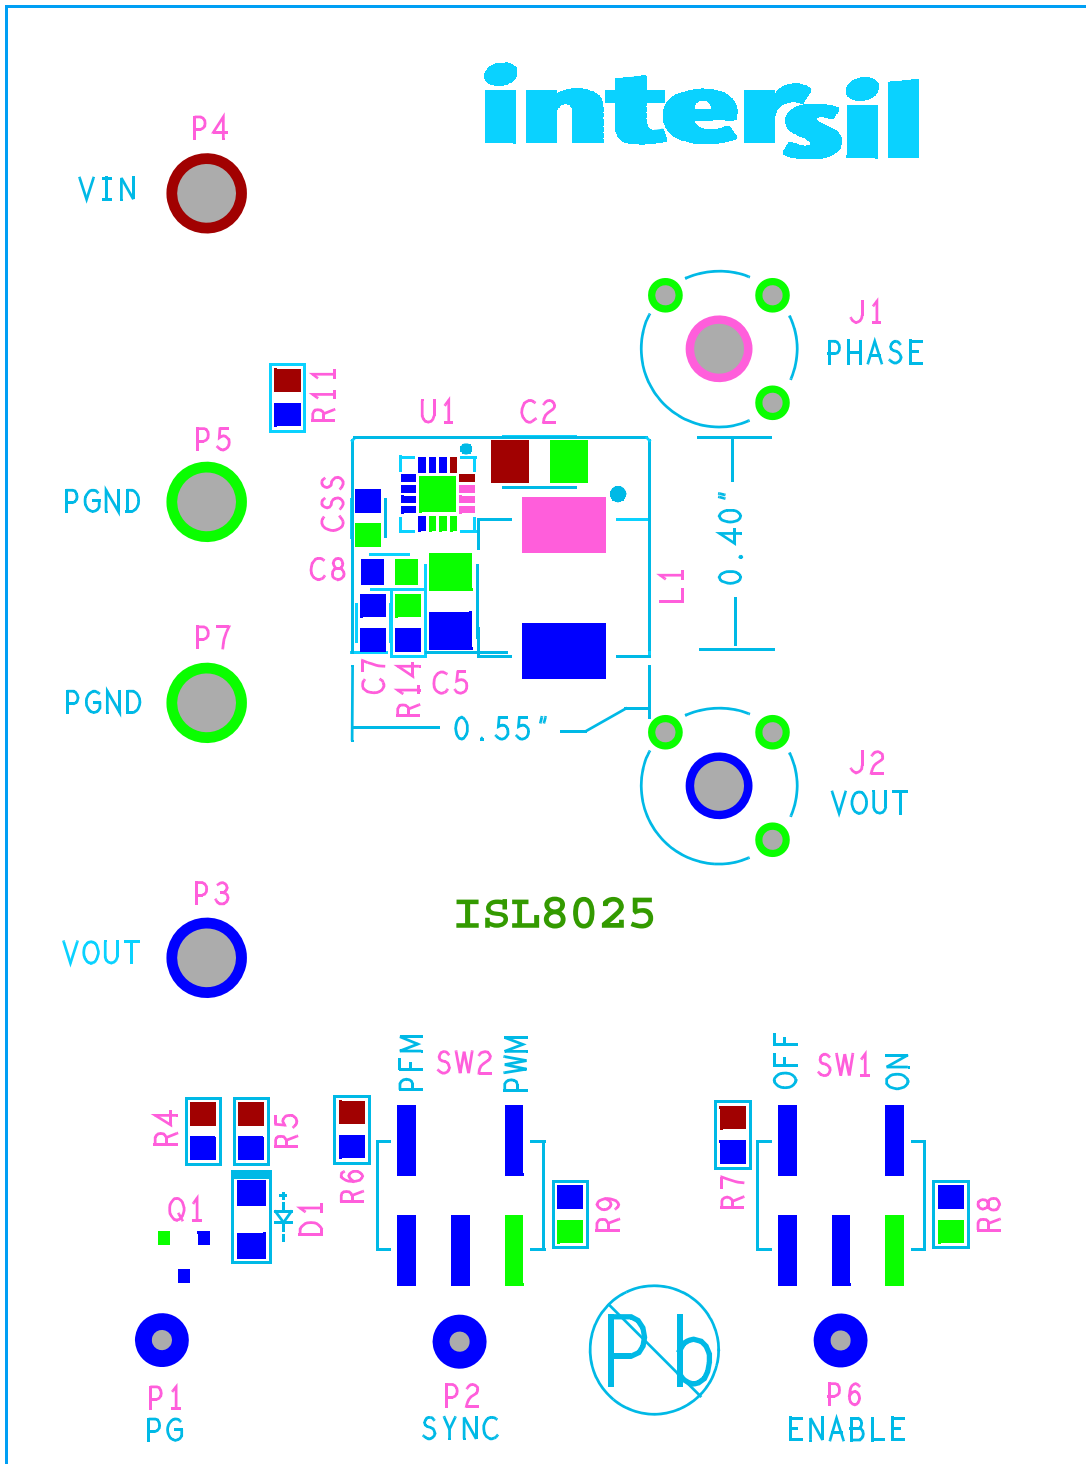 intersil
P4
VIN
J1
PHASE
R11
U1
C2
P5
PGND
CSS
0.40"
C8
L1
P7
PGND
C7
R14
C5
0.55"
J2
VOUT
P3
VOUT
ISL8025
PFM
SW2
PWM
OFF
SW1
ON
R4
R5
R6
R7
Q1
D1
R9
R8
Pb
P1
PG
P2
SYNC
P6
ENABLE